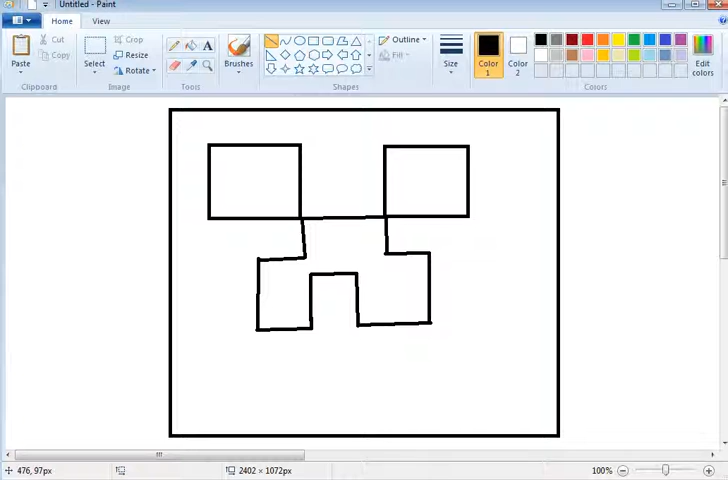 Untitled - Paint
Home View
Paste
Cut
Copy
Clipboard
Select
Crop
Resize
Rotate
Image
A
Tools
Brushes
Outline
Fill
Shapes
Size
Color
1
Color
2
Edit
colors
Colors
476, 97px
2402 × 1072px
100%